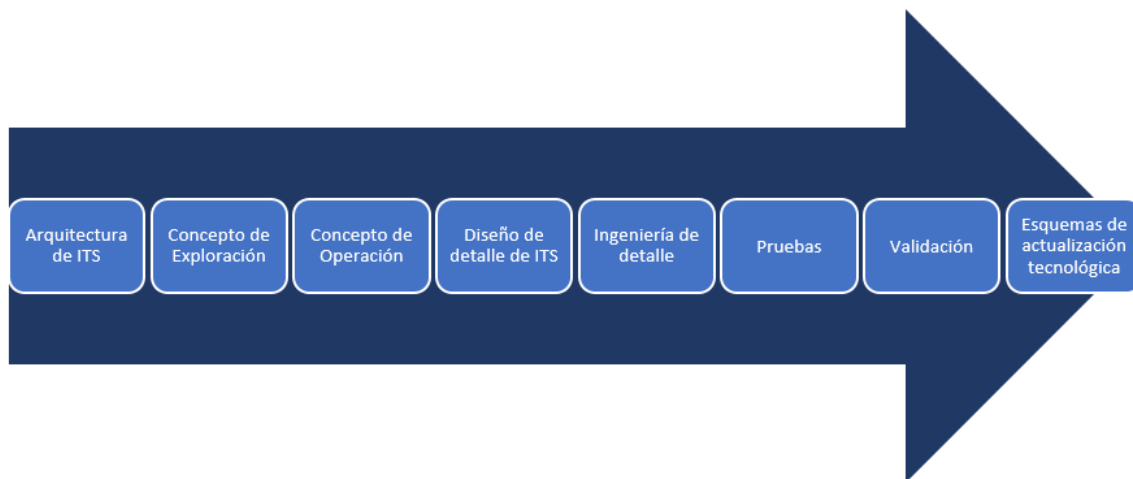 Arquitectura
de ITS
Concepto de
Exploración
Concepto de
Operación
Diseño de
detalle de ITS
Ingeniería de
detalle
Pruebas
Validación
Esquemas de
actualización
tecnológica